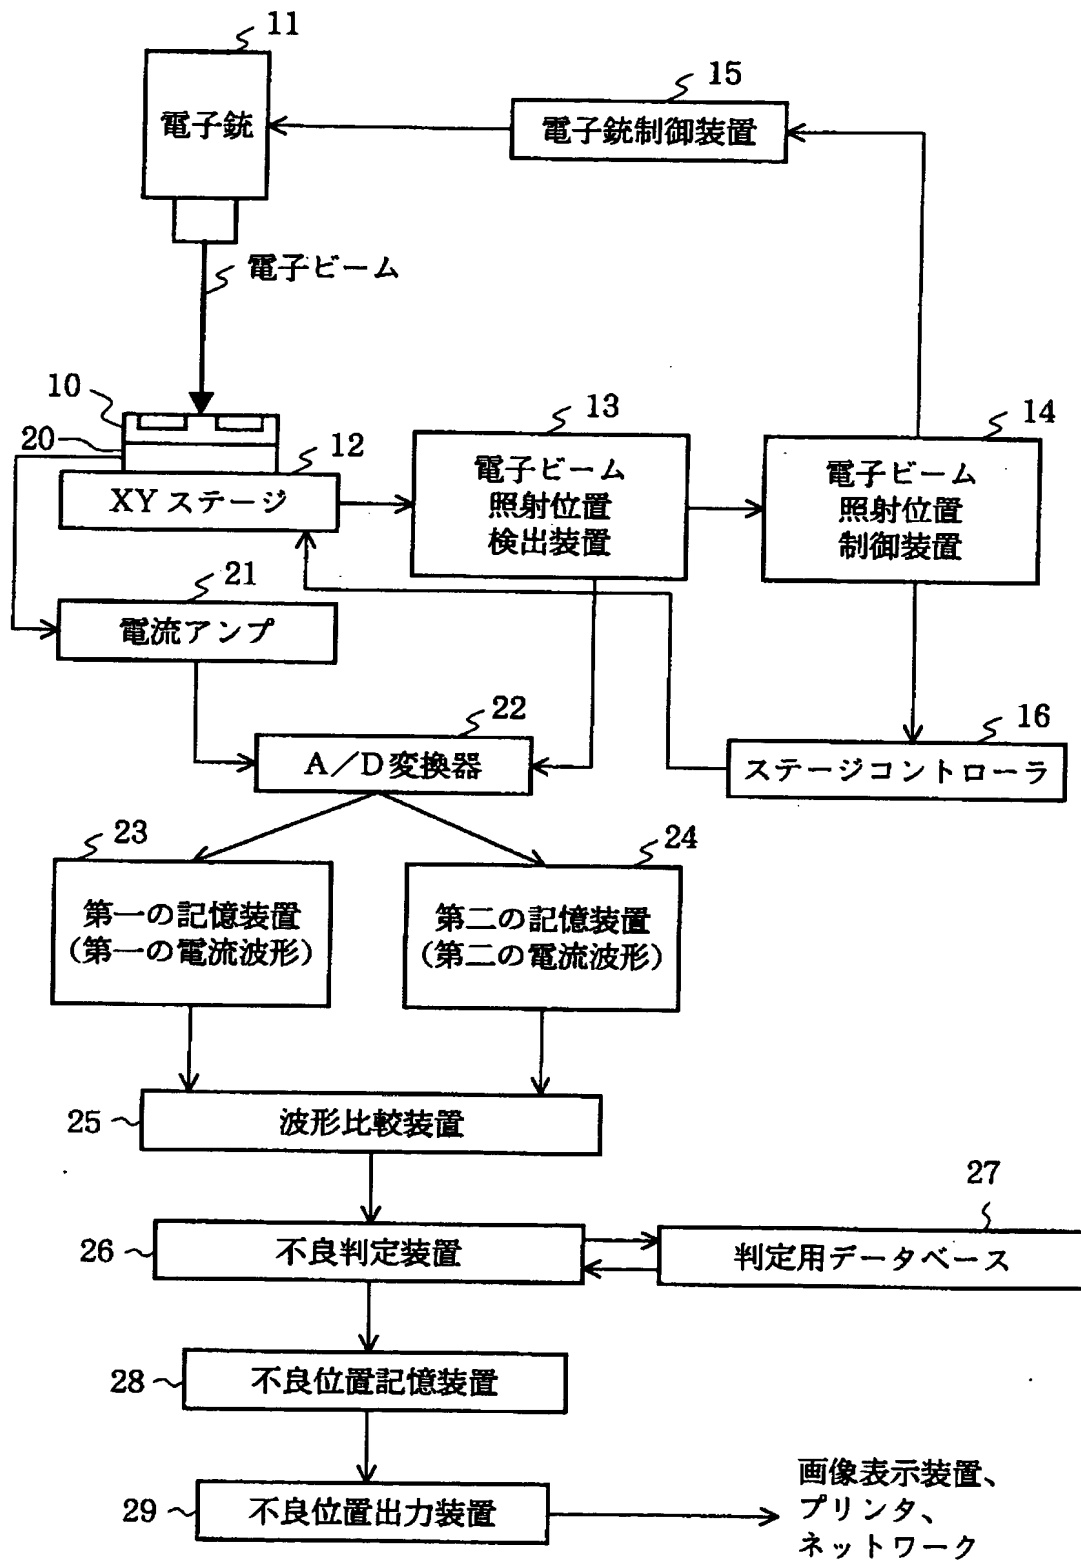 11
電子銃
15
電子銃制御装置
電子ビーム
10
20
12
XYステージ
13
電子ビーム
照射位置
検出装置
14
電子ビーム
照射位置
制御装置
21
電流アンプ
22
A/D変換器
16
ステージコントローラ
23
第一の記憶装置
(第一の電流波形)
24
第二の記憶装置
(第二の電流波形)
25
波形比較装置
26
不良判定装置
27
判定用データベース
28
不良位置記憶装置
29
不良位置出力装置
画像表示装置、
プリンタ、
ネットワーク